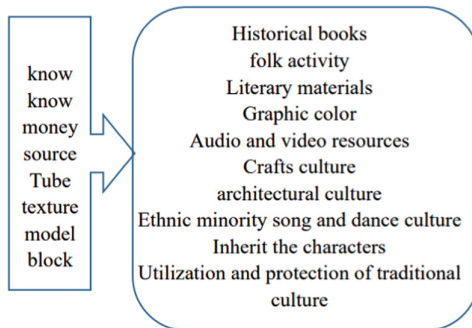 know
know
money
source
Tube
texture
model
block
Historical books
folk activity
Literary materials
Graphic color
Audio and video resources
Crafts culture
architectural culture
Ethnic minority song and dance culture
Inherit the characters
Utilization and protection of traditional
culture